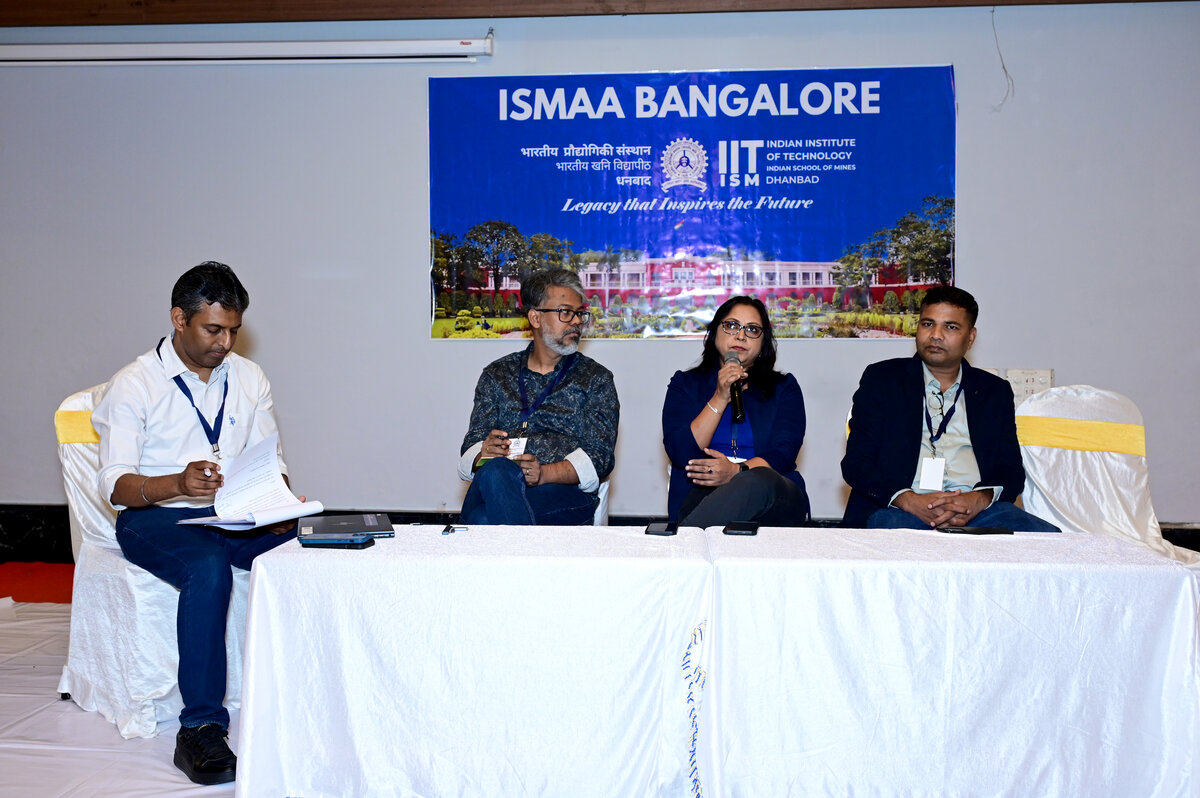 ISMAA BANGALORE
भारतीय प्रौद्योगिकी संस्थान
भारतीय खनि विद्यापीठ
धनबाद
IIT
ISM
INDIAN INSTITUTE
OF TECHNOLOGY
INDIAN SCHOOL OF MINES
DHANBAD
Legacy that Inspires the Future